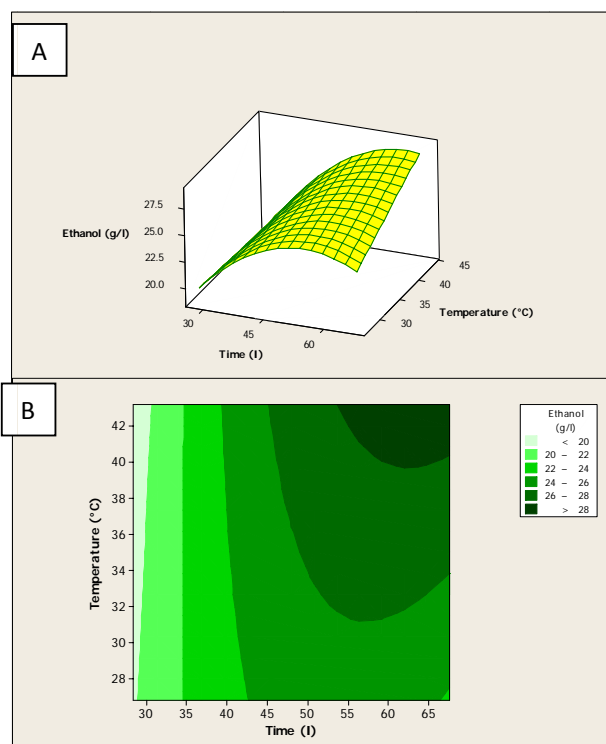 A
27.5
25.0
22.5
20.0
Ethanol (g/l)
30
45
60
Time (I)
45
40
35
30
Temperature (°C)
B
42
40
38
36
34
32
30
28
Temperature (°C)
30 35 40 45 50 55 60 65
Time (I)
Ethanol
(g/l)
< 20
20 – 22
22 – 24
24 – 26
26 – 28
> 28